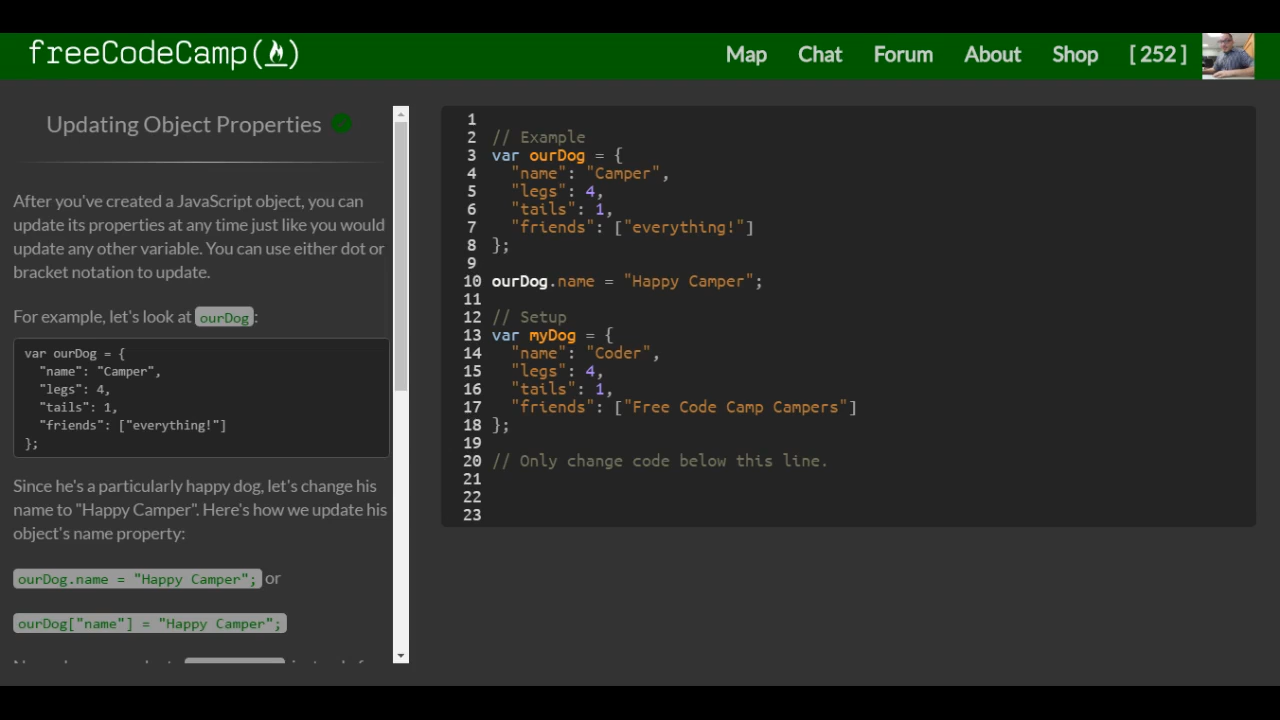 freeCodeCamp(🔥)
Map Chat Forum About Shop [ 252 ]
Updating Object Properties
After you've created a JavaScript object, you can
update its properties at any time just like you would
update any other variable. You can use either dot or
bracket notation to update.
For example, let's look at ourDog:
var ourDog = {
  "name": "Camper",
  "legs": 4,
  "tails": 1,
  "friends": ["everything!"]
};
Since he's a particularly happy dog, let's change his
name to "Happy Camper". Here's how we update his
object's name property:
ourDog.name = "Happy Camper"; or
ourDog["name"] = "Happy Camper";
1
2 // Example
3 var ourDog = {
4   "name": "Camper",
5   "legs": 4,
6   "tails": 1,
7   "friends": ["everything!"]
8 };
9
10 ourDog.name = "Happy Camper";
11
12 // Setup
13 var myDog = {
14   "name": "Coder",
15   "legs": 4,
16   "tails": 1,
17   "friends": ["Free Code Camp Campers"]
18 };
19
20 // Only change code below this line.
21
22
23